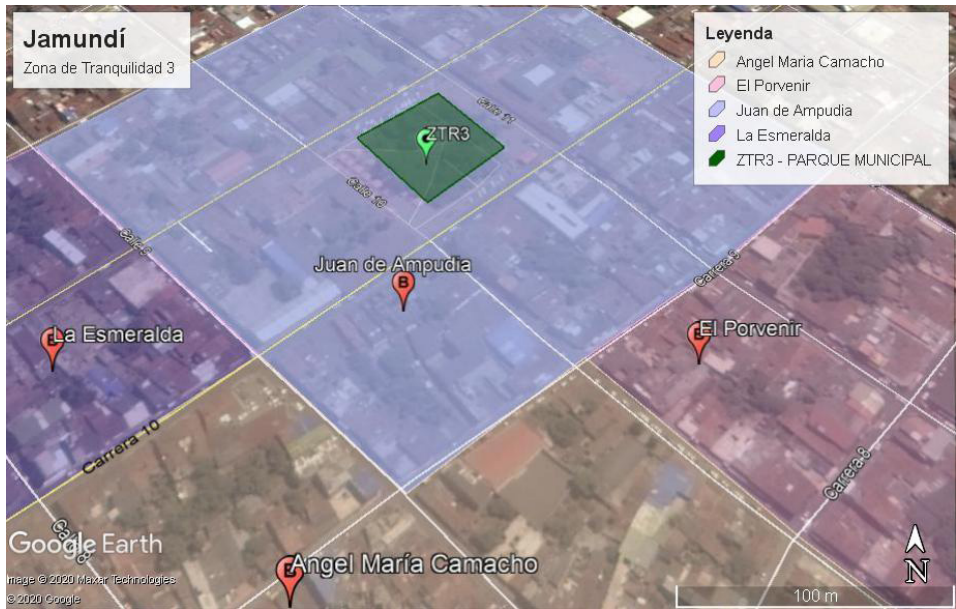 Jamundí
Zona de Tranquilidad 3
Leyenda
Angel Maria Camacho
El Porvenir
Juan de Ampudia
La Esmeralda
ZTR3 - PARQUE MUNICIPAL
Calle 11
ZTR3
Calle 10
Calle 9
Carrera 9
Juan de Ampudia
B
La Esmeralda
El Porvenir
Carrera 10
Carrera 8
Google Earth
Angel María Camacho
N
Image © 2020 Maxar Technologies
© 2020 Google
100 m